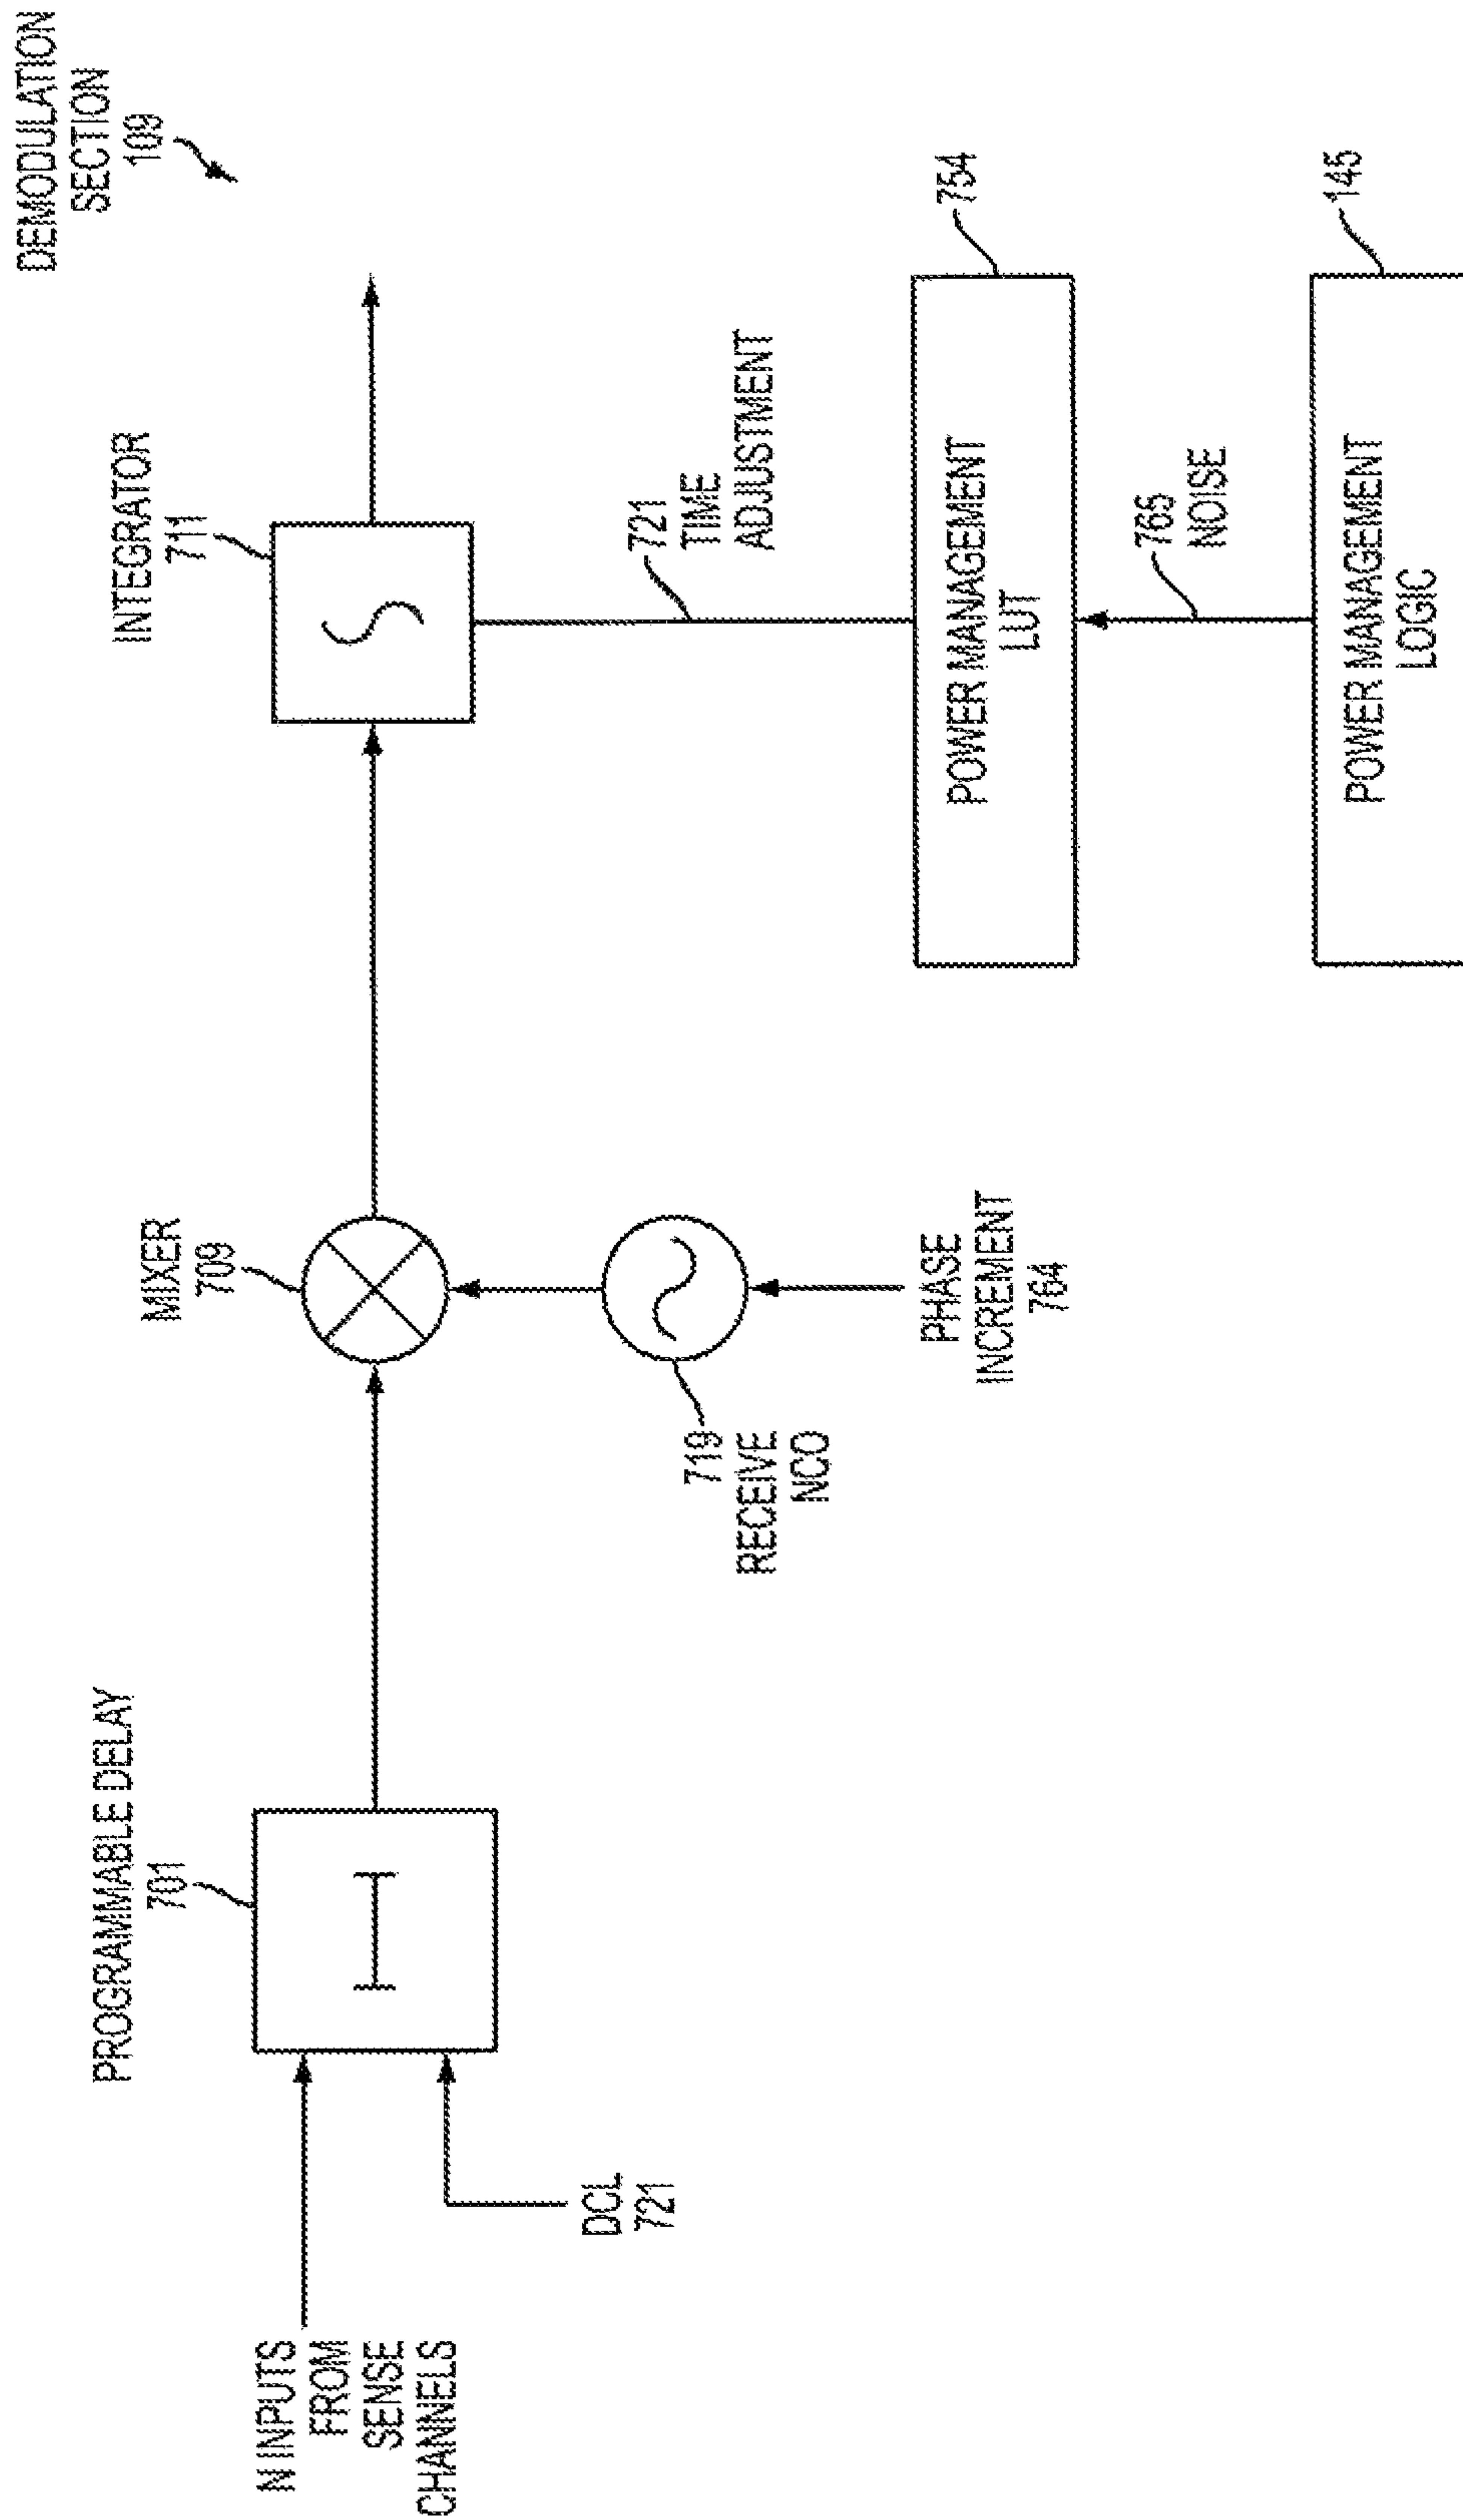 DEMODULATION
SECTION
109
PROGRAMMABLE DELAY
701
MIXER
709
INTEGRATOR
711
N INPUTS
FROM
SENSE
CHANNELS
DCL
721
719
RECEIVE
NCO
PHASE
INCREMENT
764
721
TIME
ADJUSTMENT
POWER MANAGEMENT
LUT
754
765
NOISE
POWER MANAGEMENT
LOGIC
145